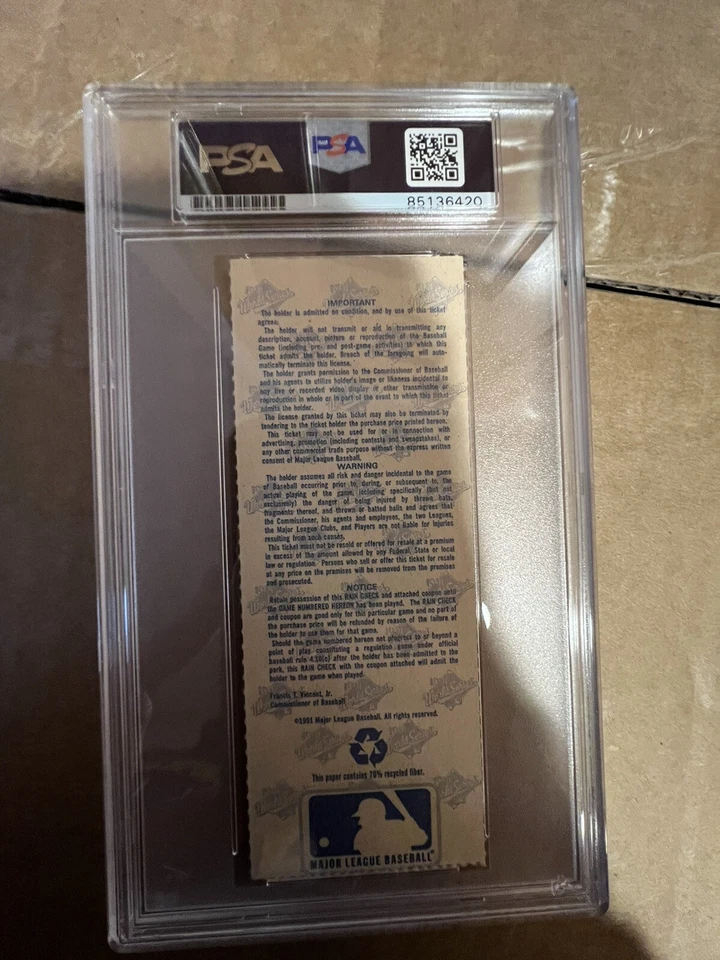 PSA
PSA
85136420
IMPORTANT
The holder is admitted on condition, and by use of this ticket
agrees:
The holder will not transmit or aid in transmitting any
description, account, picture or reproduction of the Baseball
Game (including pre- and post-game activities) to which this
ticket admits the holder. Breach of the foregoing will auto-
matically terminate this license.
The holder grants permission to the Commissioner of Baseball
and his agents to utilize holder's image or likeness incidental to
any live or recorded video display or other transmission or
reproduction in whole or in part of the event to which this ticket
admits the holder.
The license granted by this ticket may also be terminated by
tendering to the ticket holder the purchase price printed hereon.
This ticket may not be used for or in connection with
advertising, promotion (including contests and sweepstakes), or
any other commercial trade purpose without the express written
consent of Major League Baseball.
WARNING
The holder assumes all risk and danger incidental to the game
of Baseball occurring prior to, during, or subsequent to, the
actual playing of the game, including specifically (but not
exclusively) the danger of being injured by thrown bats,
fragments thereof, and thrown or batted balls and agrees that
the Commissioner, his agents and employees, the two Leagues,
the Major League Clubs, and Players are not liable for injuries
resulting from such causes.
This ticket must not be resold or offered for resale at a premium
in excess of the amount allowed by any Federal, State or local
law or regulation. Persons who sell or offer this ticket for resale
at any price on the premises will be removed from the premises
and prosecuted.
NOTICE
Retain possession of this RAIN CHECK and attached coupon until
the GAME NUMBERED HEREON has been played. The RAIN CHECK
and coupon are good only for this particular game and no part of
the purchase price will be refunded by reason of the failure of
the holder to use them for that game.
Should the game numbered hereon not progress to or beyond a
point of play constituting a regulation game under official
baseball rule 4.10(c) after the holder has been admitted to the
park, this RAIN CHECK with the coupon attached will admit the
holder to the game when played.
Francis T. Vincent, Jr.
Commissioner of Baseball
©1991 Major League Baseball. All rights reserved.
This paper contains 70% recycled fiber.
MAJOR LEAGUE BASEBALL